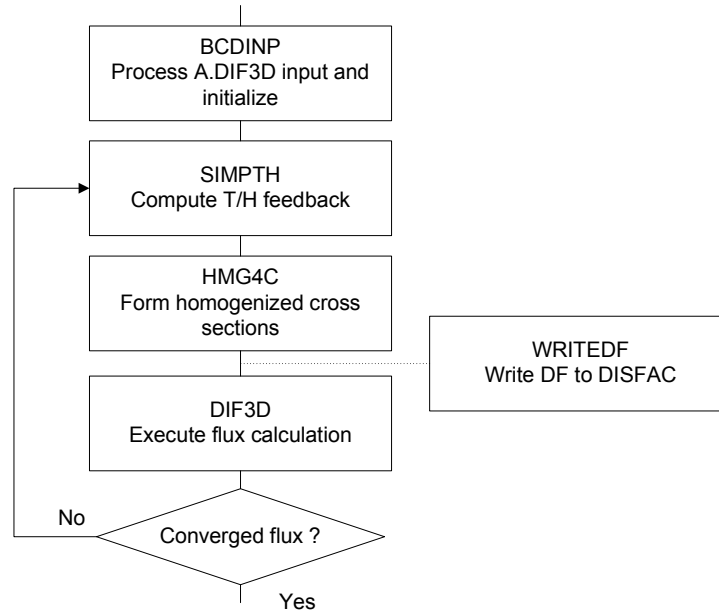 BCDINP
Process A.DIF3D input and
initialize
SIMPTH
Compute T/H feedback
HMG4C
Form homogenized cross
sections
WRITEDF
Write DF to DISFAC
DIF3D
Execute flux calculation
No
Converged flux ?
Yes